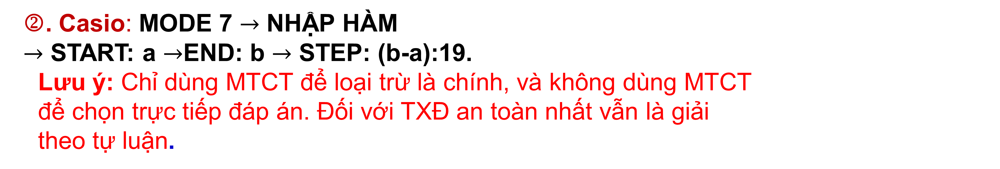 ②. Casio: MODE 7 → NHẬP HÀM
→ START: a →END: b → STEP: (b-a):19.
Lưu ý: Chỉ dùng MTCT để loại trừ là chính, và không dùng MTCT
để chọn trực tiếp đáp án. Đối với TXĐ an toàn nhất vẫn là giải
theo tự luận.